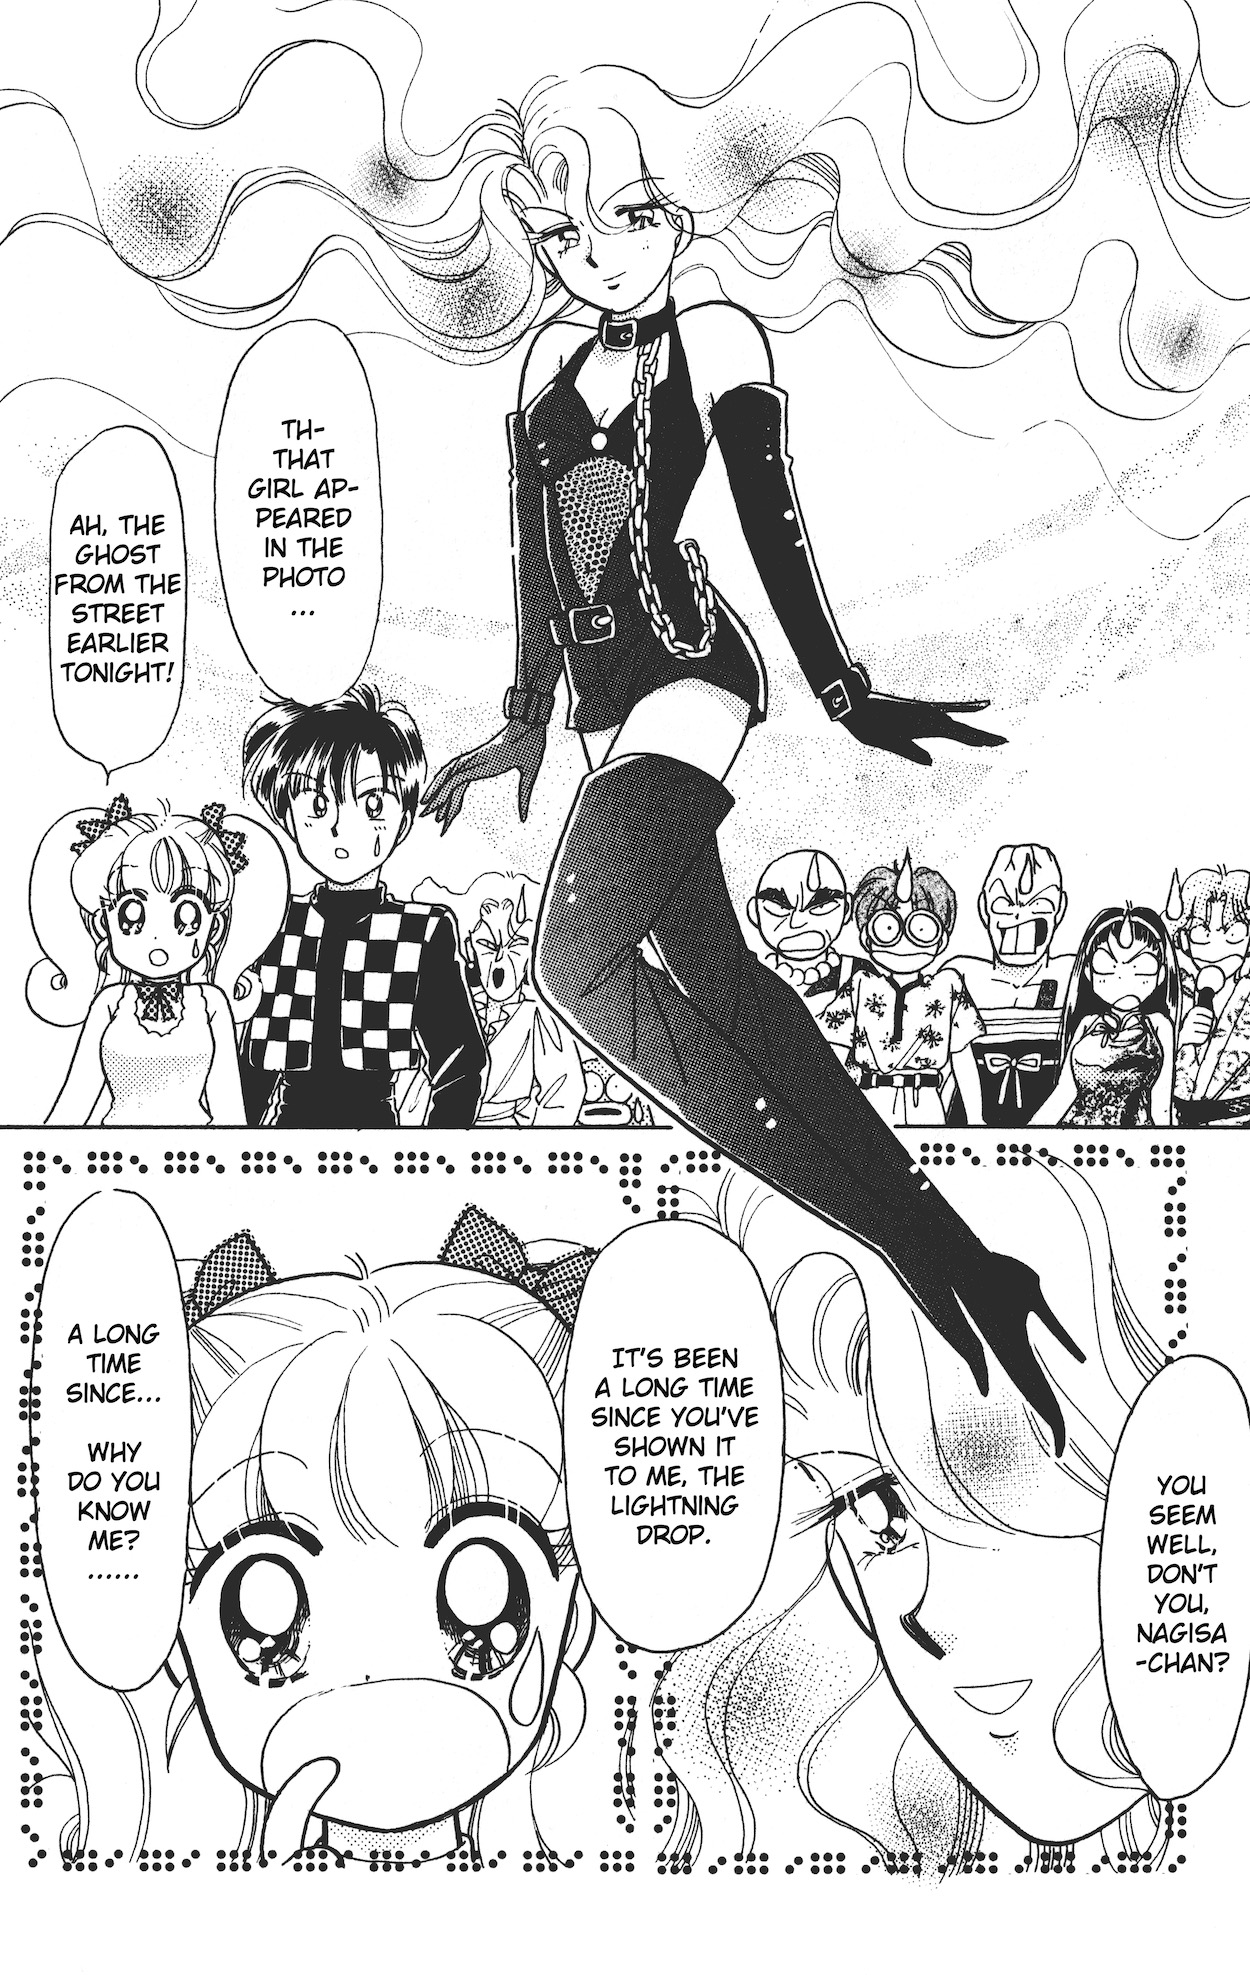 TH-
THAT
GIRL AP-
PEARED
IN THE
PHOTO
...
AH, THE
GHOST
FROM THE
STREET
EARLIER
TONIGHT!
YOU
SEEM
WELL,
DON'T
YOU,
NAGISA
-CHAN?
IT'S BEEN
A LONG TIME
SINCE YOU'VE
SHOWN IT
TO ME, THE
LIGHTNING
DROP.
A LONG
TIME
SINCE...
WHY
DO YOU
KNOW
ME?
......